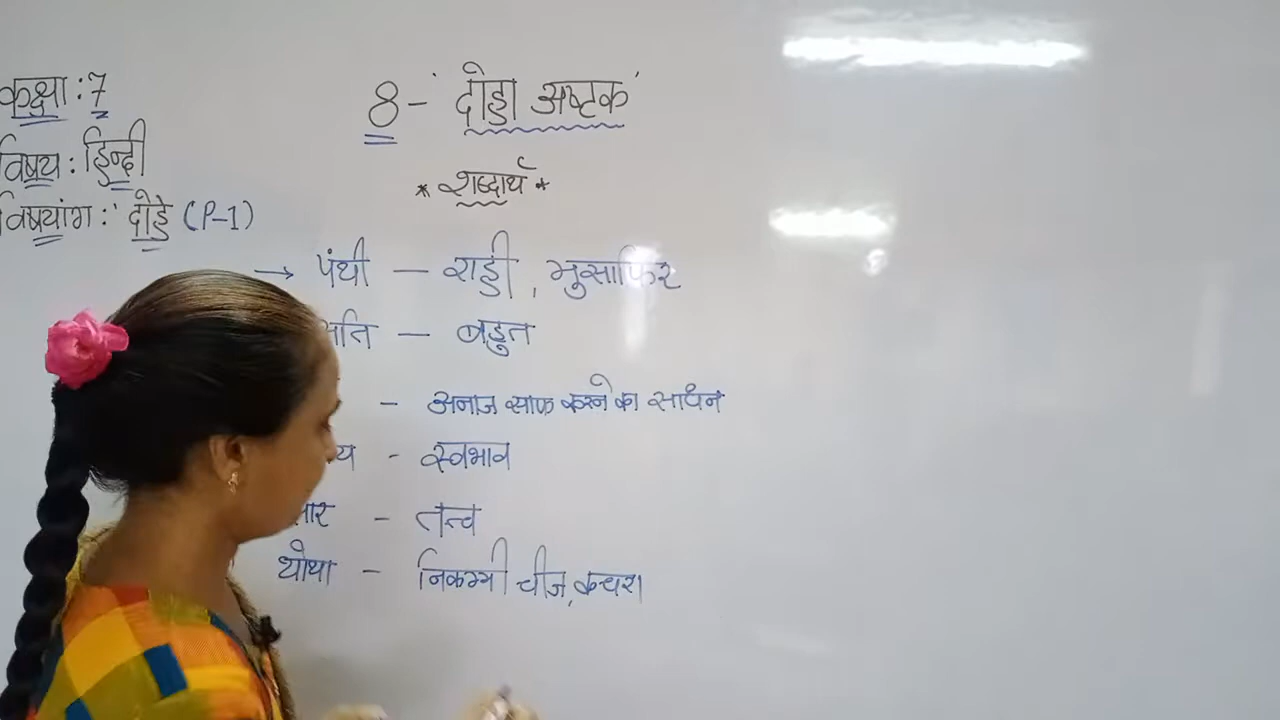 कक्षा : 7
विषय : हिन्दी
विषयांग : दोहे (P-1)
8 - 'दोहा अष्टक'
* शब्दार्थ *
→ पंथी — राही, मुसाफिर
अति — बहुत
- अनाज साफ करने का साधन
- स्वभाव
सार - तत्त्व
थोथा - निकम्मी चीज, कचरा